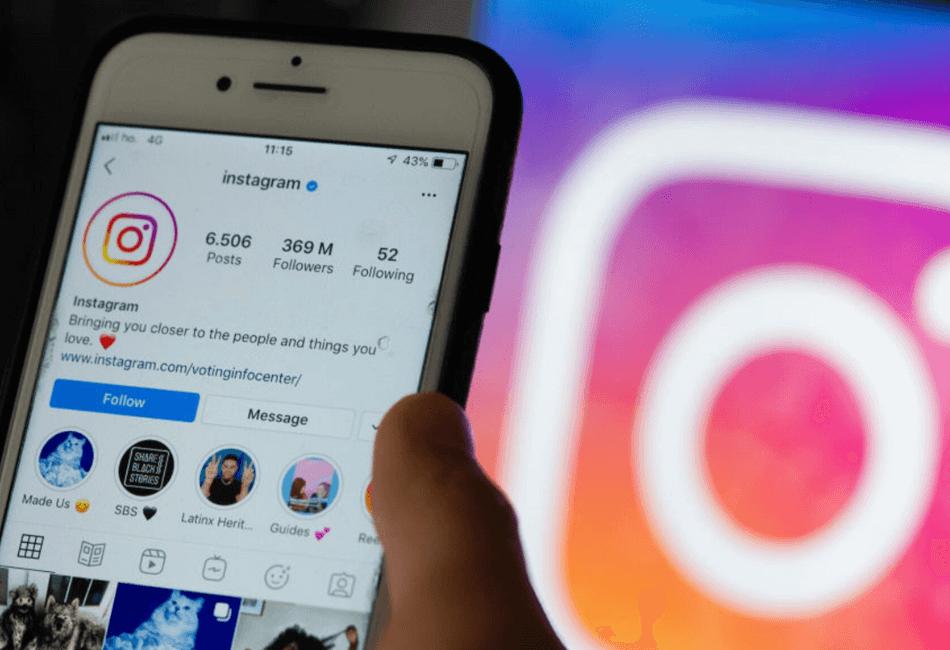 ho. 4G
11:15
43%
instagram
6.506
Posts
369 M
Followers
52
Following
Instagram
Bringing you closer to the people and things you
love. ❤️
www.instagram.com/votinginfocenter/
Follow
Message
SHARE
BLACK
STORIES
Made Us 😊
SBS 🖤
Latinx Herit...
Guides 💕
Ree